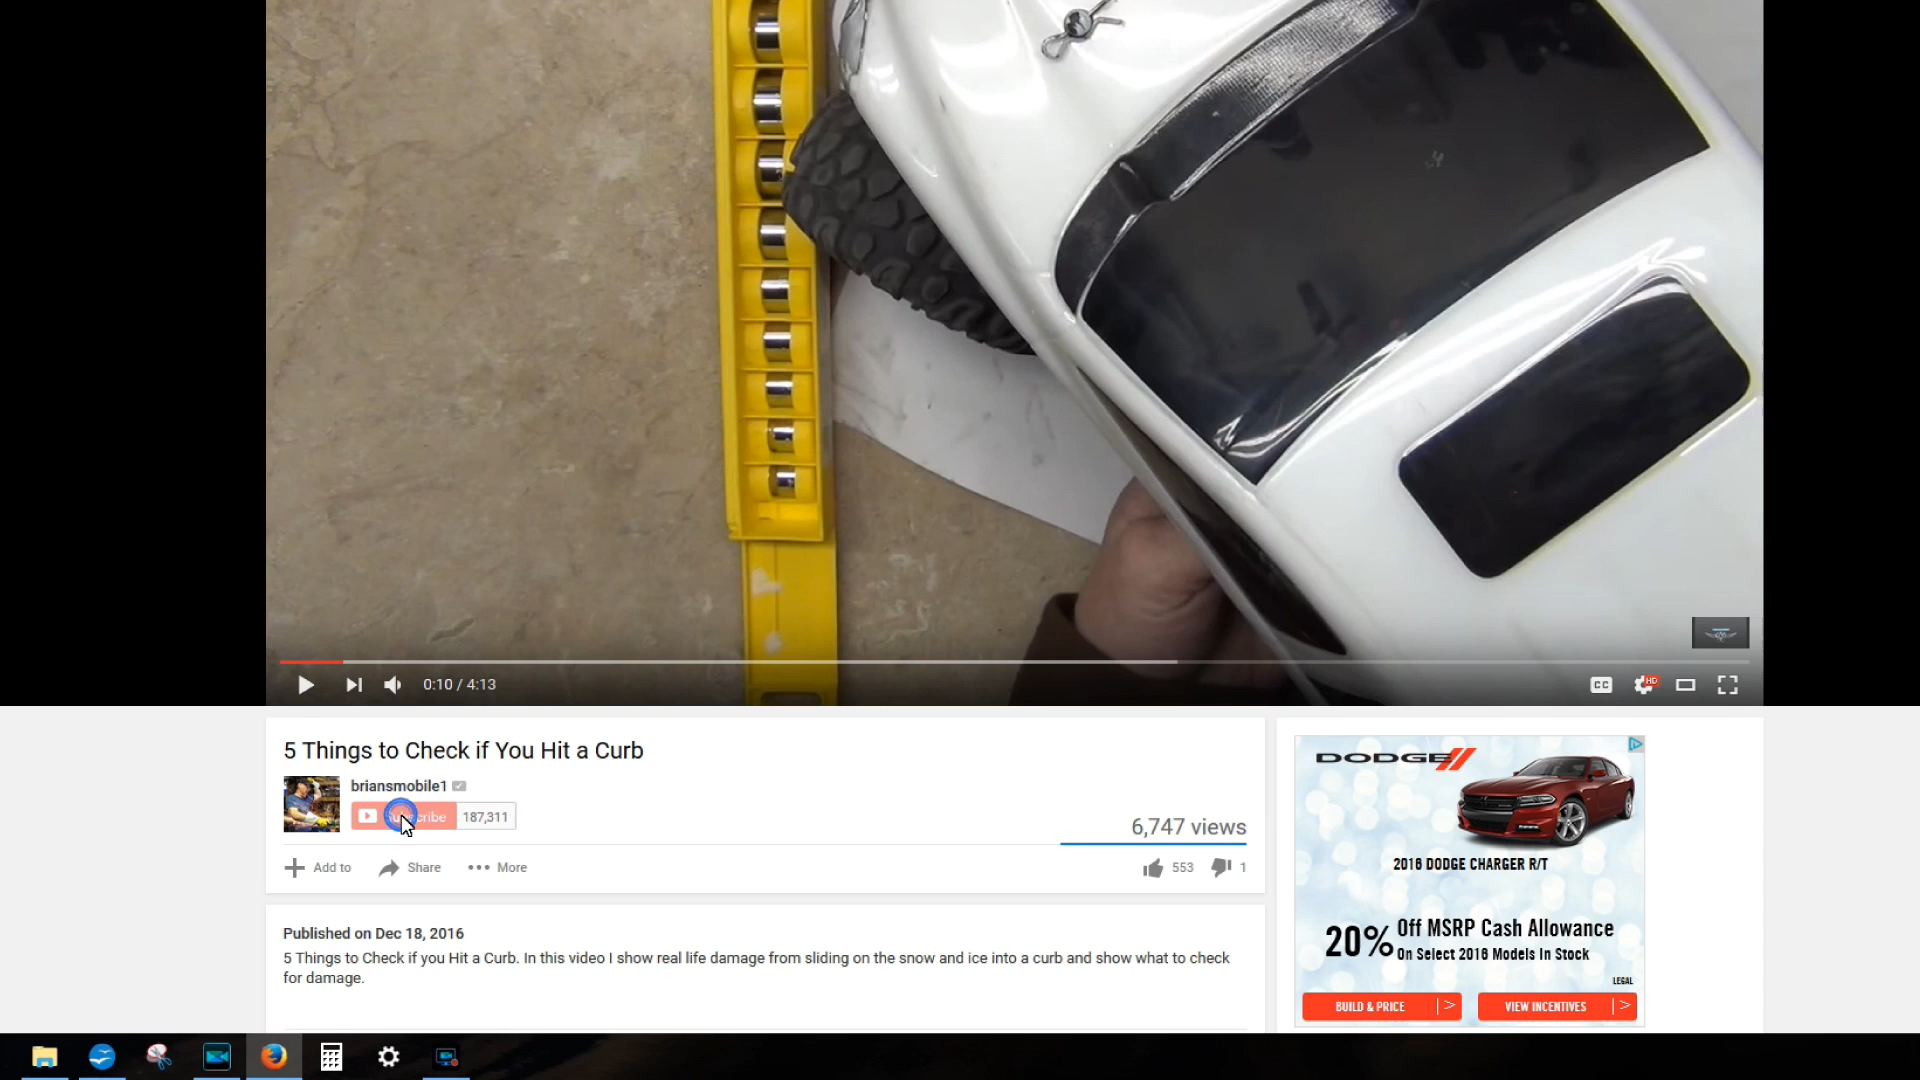 0:10 / 4:13
CC
HD
5 Things to Check if You Hit a Curb
briansmobile1
187,311
6,747 views
Add to
Share
More
553
1
Published on Dec 18, 2016
5 Things to Check if you Hit a Curb. In this video I show real life damage from sliding on the snow and ice into a curb and show what to check
for damage.
DODGE
2016 DODGE CHARGER R/T
20% Off MSRP Cash Allowance
On Select 2016 Models In Stock
LEGAL
BUILD & PRICE
VIEW INCENTIVES